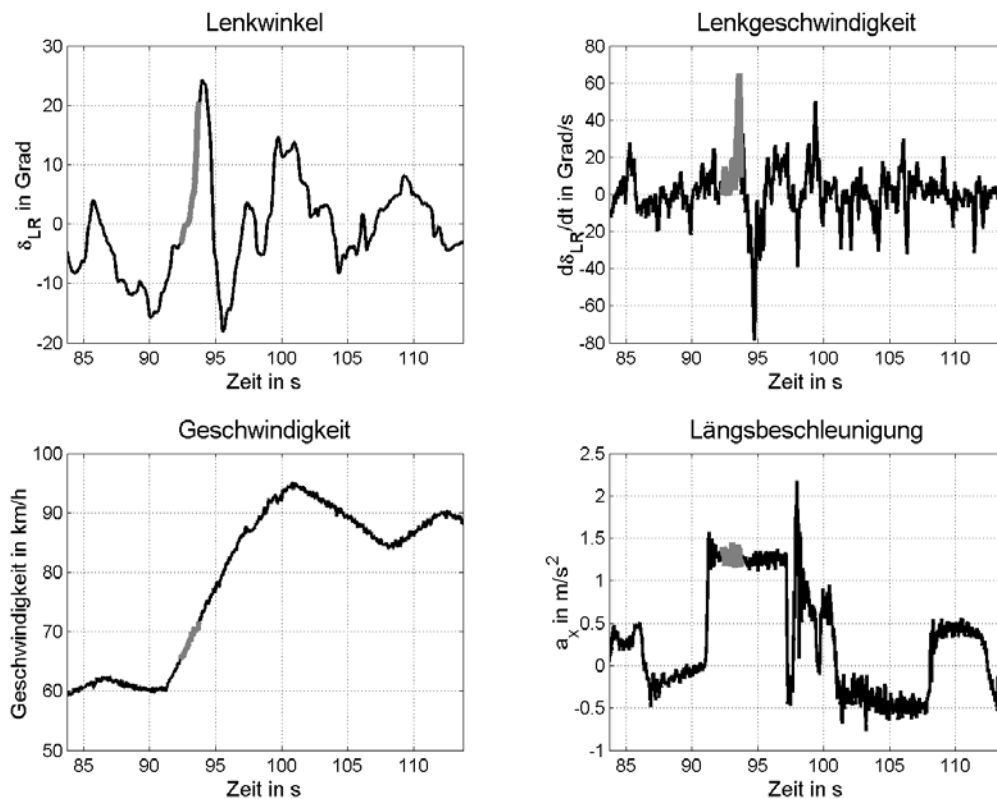 Lenkwinkel
30
20
10
0
-10
-20
δLR in Grad
85 90 95 100 105 110
Zeit in s
Lenkgeschwindigkeit
80
60
40
20
0
-20
-40
-60
-80
dδLR/dt in Grad/s
85 90 95 100 105 110
Zeit in s
Geschwindigkeit
100
90
80
70
60
50
Geschwindigkeit in km/h
85 90 95 100 105 110
Zeit in s
Längsbeschleunigung
2.5
2
1.5
1
0.5
0
-0.5
-1
ax in m/s²
85 90 95 100 105 110
Zeit in s